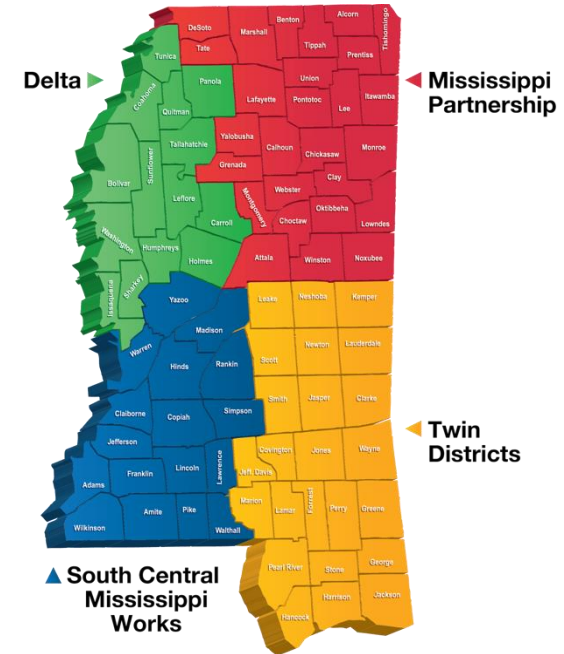 Delta
Mississippi
Partnership
Twin
Districts
South Central
Mississippi
Works
DeSoto
Marshall
Benton
Alcorn
Tishomingo
Tate
Tippah
Prentiss
Tunica
Panola
Union
Itawamba
Coahoma
Quitman
Lafayette
Pontotoc
Lee
Yalobusha
Tallahatchie
Calhoun
Chickasaw
Monroe
Grenada
Clay
Bolivar
Sunflower
Leflore
Montgomery
Webster
Oktibbeha
Carroll
Choctaw
Lowndes
Washington
Humphreys
Holmes
Attala
Winston
Noxubee
Issaquena
Sharkey
Yazoo
Leake
Neshoba
Kemper
Madison
Warren
Hinds
Rankin
Scott
Newton
Lauderdale
Claiborne
Copiah
Simpson
Smith
Jasper
Clarke
Jefferson
Lawrence
Covington
Jones
Wayne
Adams
Franklin
Lincoln
Jeff. Davis
Marion
Lamar
Forrest
Perry
Greene
Wilkinson
Amite
Pike
Walthall
Pearl River
Stone
George
Hancock
Harrison
Jackson